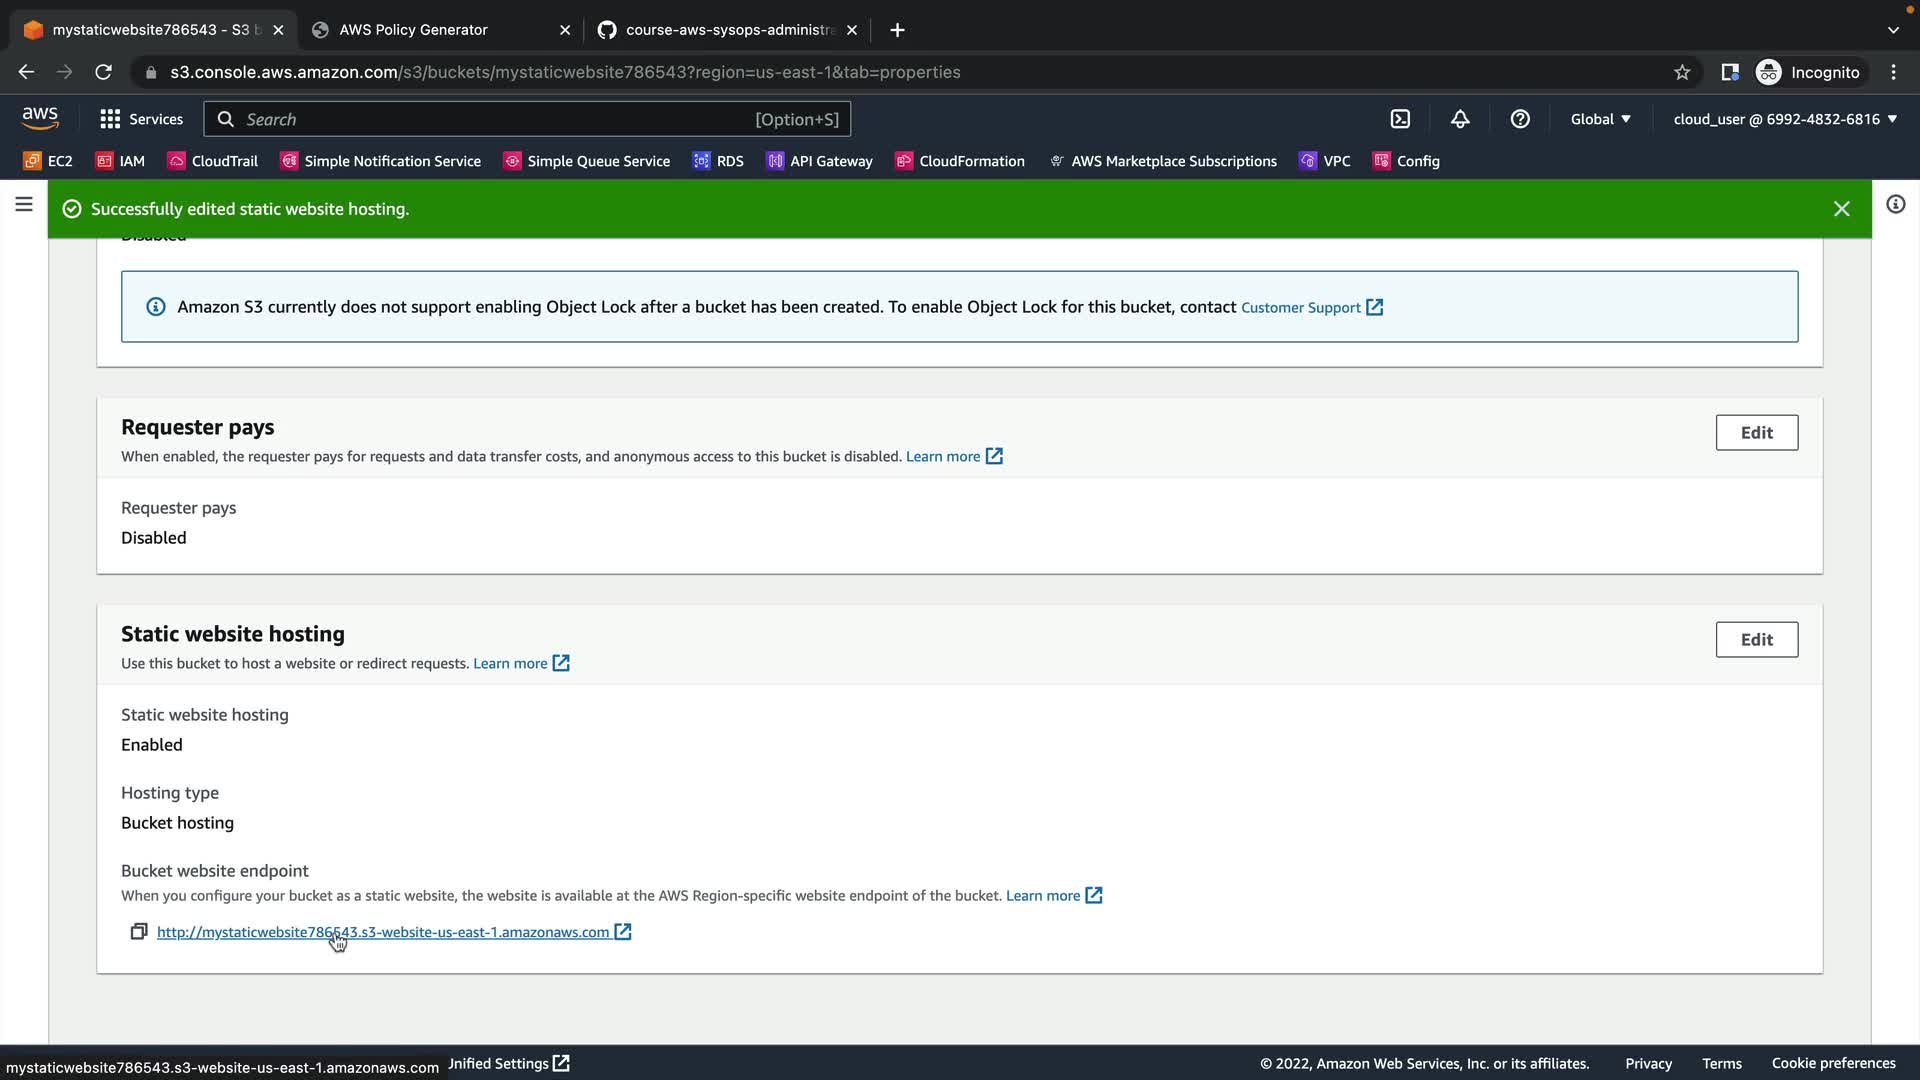 mystaticwebsite786543 - S3 b
AWS Policy Generator
course-aws-sysops-administra
s3.console.aws.amazon.com/s3/buckets/mystaticwebsite786543?region=us-east-1&tab=properties
Incognito
aws
Services
Search
[Option+S]
Global
cloud_user @ 6992-4832-6816
EC2
IAM
CloudTrail
Simple Notification Service
Simple Queue Service
RDS
API Gateway
CloudFormation
AWS Marketplace Subscriptions
VPC
Config
Successfully edited static website hosting.
Disabled
Amazon S3 currently does not support enabling Object Lock after a bucket has been created. To enable Object Lock for this bucket, contact Customer Support
Requester pays
Edit
When enabled, the requester pays for requests and data transfer costs, and anonymous access to this bucket is disabled. Learn more
Requester pays
Disabled
Static website hosting
Edit
Use this bucket to host a website or redirect requests. Learn more
Static website hosting
Enabled
Hosting type
Bucket hosting
Bucket website endpoint
When you configure your bucket as a static website, the website is available at the AWS Region-specific website endpoint of the bucket. Learn more
http://mystaticwebsite786543.s3-website-us-east-1.amazonaws.com
mystaticwebsite786543.s3-website-us-east-1.amazonaws.com
Unified Settings
© 2022, Amazon Web Services, Inc. or its affiliates.
Privacy
Terms
Cookie preferences